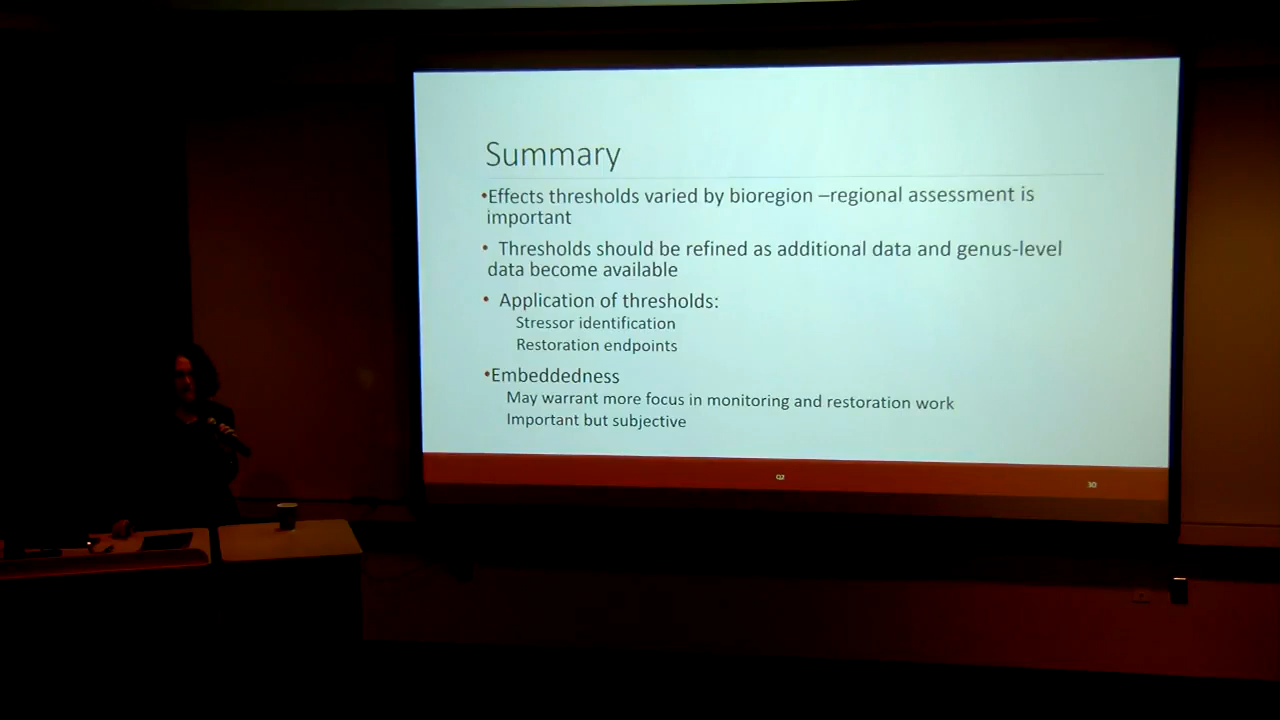 Summary
•Effects thresholds varied by bioregion –regional assessment is
important
• Thresholds should be refined as additional data and genus-level
data become available
• Application of thresholds:
Stressor identification
Restoration endpoints
•Embeddedness
May warrant more focus in monitoring and restoration work
Important but subjective
30